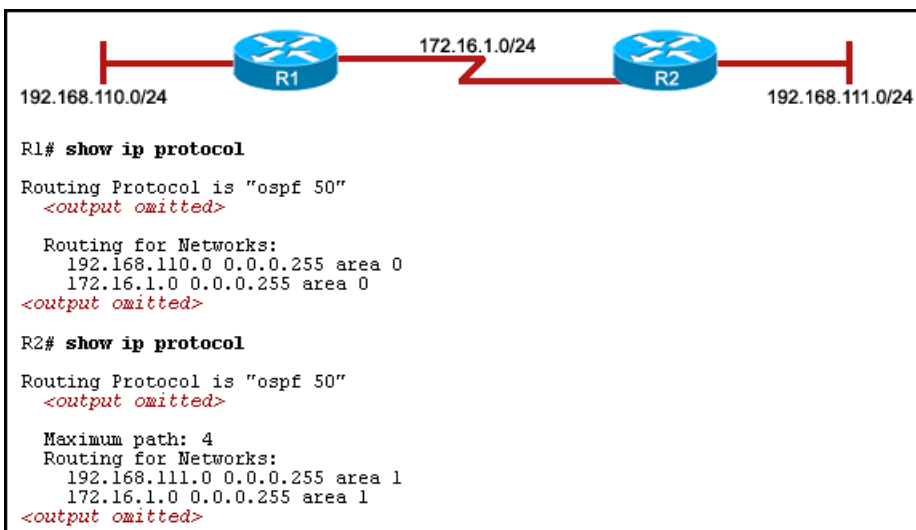 172.16.1.0/24
R1
R2
192.168.110.0/24
192.168.111.0/24
R1# show ip protocol
Routing Protocol is "ospf 50"
<output omitted>
Routing for Networks:
192.168.110.0 0.0.0.255 area 0
172.16.1.0 0.0.0.255 area 0
<output omitted>
R2# show ip protocol
Routing Protocol is "ospf 50"
<output omitted>
Maximum path: 4
Routing for Networks:
192.168.111.0 0.0.0.255 area 1
172.16.1.0 0.0.0.255 area 1
<output omitted>